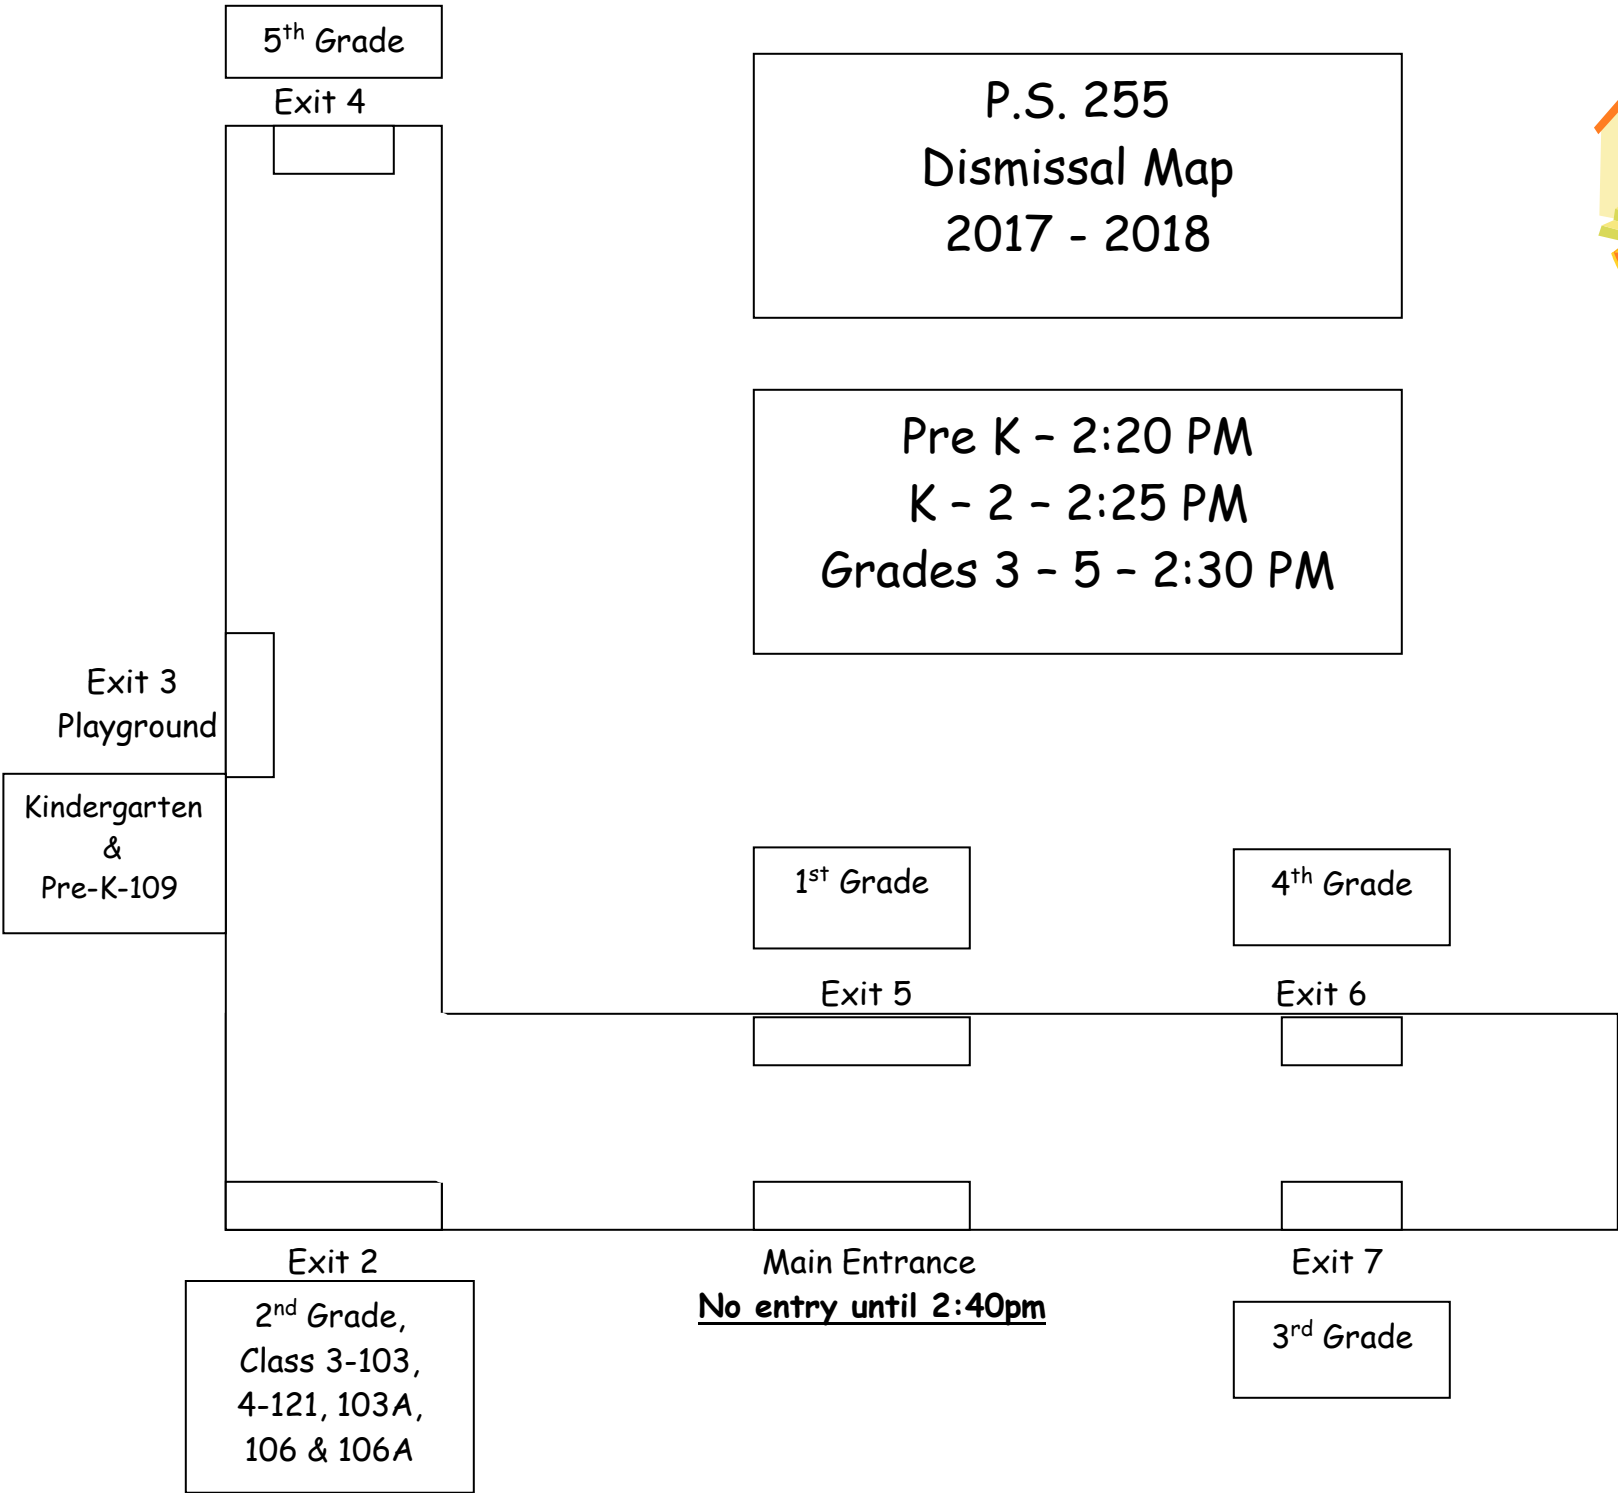 5th Grade
Exit 4
P.S. 255
Dismissal Map
2017 - 2018
Pre K – 2:20 PM
K – 2 – 2:25 PM
Grades 3 – 5 – 2:30 PM
Exit 3
Playground
Kindergarten
&
Pre-K-109
1st Grade
4th Grade
Exit 5
Exit 6
Exit 2
2nd Grade,
Class 3-103,
4-121, 103A,
106 & 106A
Main Entrance
No entry until 2:40pm
Exit 7
3rd Grade